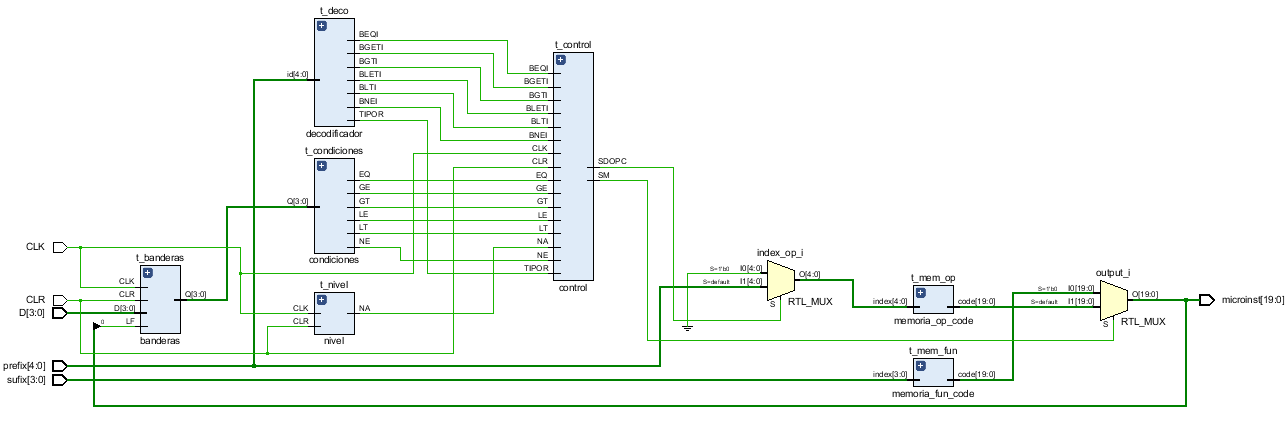 t_deco
BEQI
BGETI
BGTI
id[4:0]
BLETI
BLTI
BNEI
TIPOR
decodificador
t_control
BEQI
BGETI
BGTI
BLETI
BLTI
BNEI
CLK
CLR
EQ
GE
GT
LE
LT
NA
NE
TIPOR
SDOPC
SM
control
t_condiciones
EQ
GE
Q[3:0]
GT
LE
LT
NE
condiciones
CLK
CLR
D[3:0]
prefix[4:0]
sufix[3:0]
t_banderas
CLK
CLR
D[3:0]
LF
0
Q[3:0]
banderas
t_nivel
CLK
CLR
NA
nivel
index_op_i
S=1'b0
I0[4:0]
S=default
I1[4:0]
O[4:0]
S
RTL_MUX
t_mem_op
index[4:0]
code[19:0]
memoria_op_code
t_mem_fun
index[3:0]
code[19:0]
memoria_fun_code
output_i
S=1'b0
I0[19:0]
S=default
I1[19:0]
O[19:0]
S
RTL_MUX
microinst[19:0]